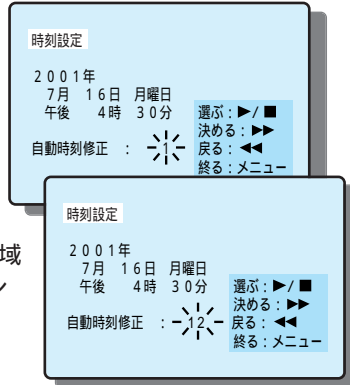 時刻設定
2001年
7月 16日 月曜日
午後 4時 30分
自動時刻修正 : 1
選ぶ:▶/■
決める:▶▶
戻る:◀◀
終る:メニュー
時刻設定
2001年
7月 16日 月曜日
午後 4時 30分
自動時刻修正 : 12
選ぶ:▶/■
決める:▶▶
戻る:◀◀
終る:メニュー
域